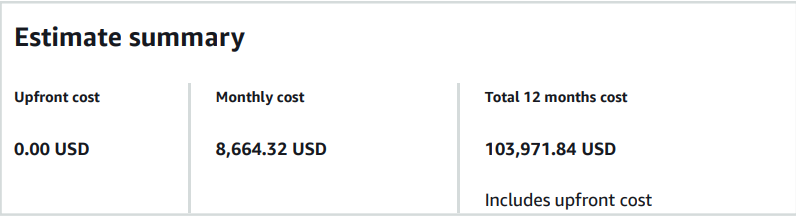 Estimate summary
Upfront cost
0.00 USD
Monthly cost
8,664.32 USD
Total 12 months cost
103,971.84 USD
Includes upfront cost